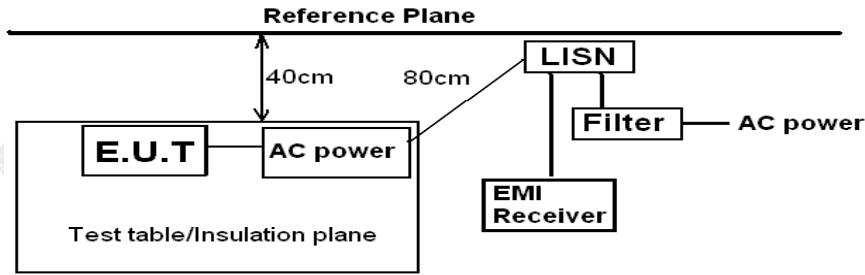 Reference Plane
LISN
40cm
80cm
Filter
AC power
E.U.T
AC power
EMI
Receiver
Test table/Insulation plane